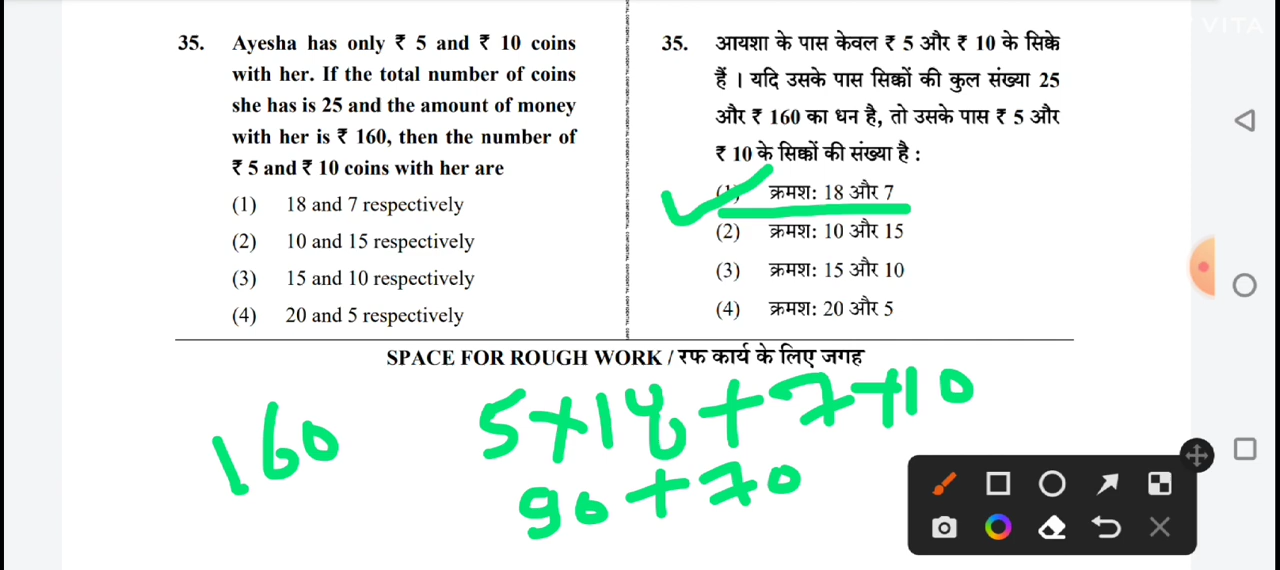 VITA
35. Ayesha has only ₹ 5 and ₹ 10 coins
with her. If the total number of coins
she has is 25 and the amount of money
with her is ₹ 160, then the number of
₹ 5 and ₹ 10 coins with her are
(1) 18 and 7 respectively
(2) 10 and 15 respectively
(3) 15 and 10 respectively
(4) 20 and 5 respectively
35. आयशा के पास केवल ₹ 5 और ₹ 10 के सिक्के
हैं । यदि उसके पास सिक्कों की कुल संख्या 25
और ₹ 160 का धन है, तो उसके पास ₹ 5 और
₹ 10 के सिक्कों की संख्या है :
(1) क्रमश: 18 और 7
(2) क्रमश: 10 और 15
(3) क्रमश: 15 और 10
(4) क्रमश: 20 और 5
SPACE FOR ROUGH WORK / रफ कार्य के लिए जगह
160
5+18+7+10
90+70